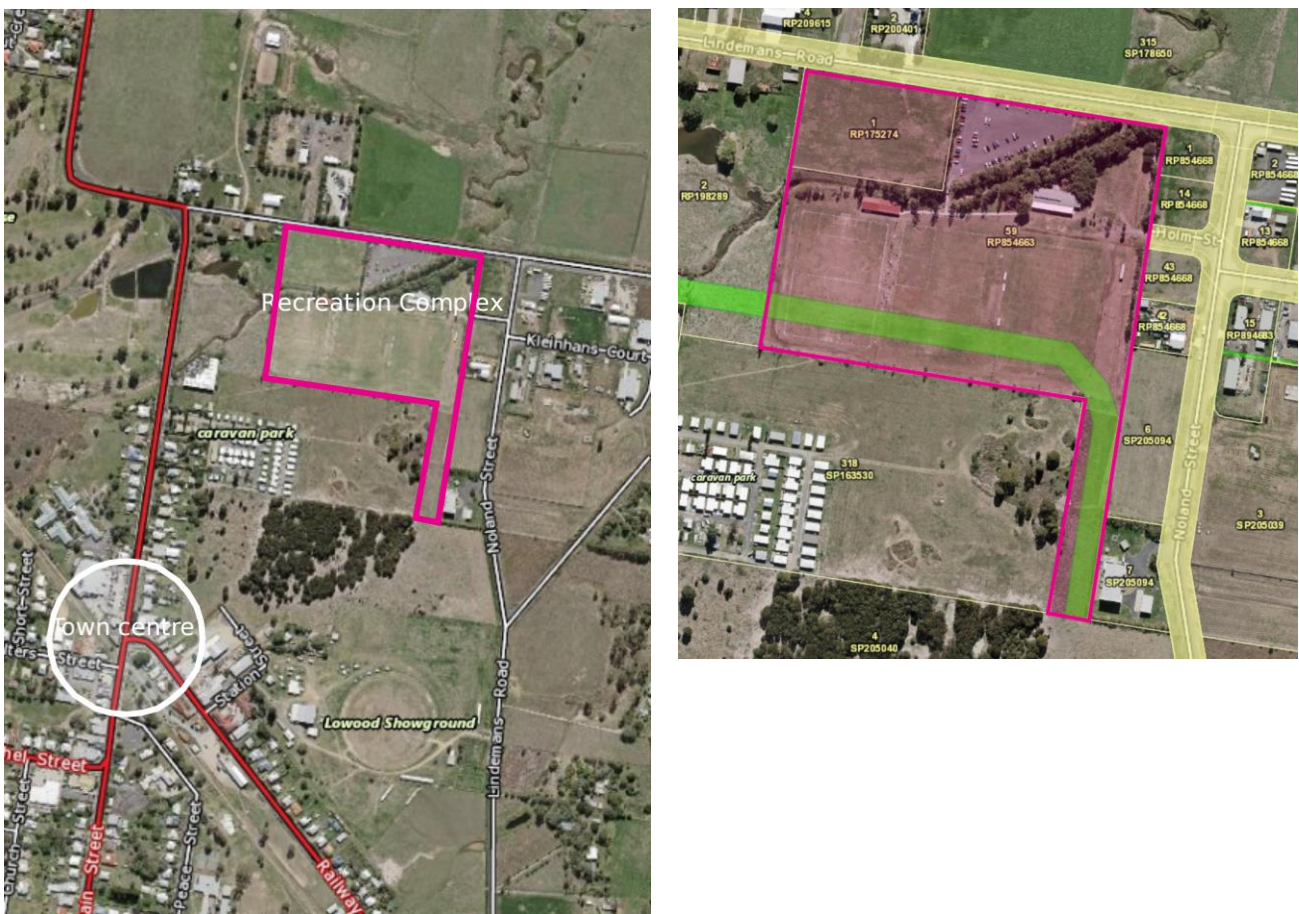 Recreation Complex
Kleinhans Court
caravan park
Noland Street
Short Street
Town centre
Street
Station Street
Lowood Showground
Lindemans Road
Street
Church Street
Street
Peace Street
Railway
4
RP209615
2
RP200401
Lindemans Road
315
SP178650
1
RP175274
1
RP854668
2
RP854668
2
RP198289
14
RP854668
59
RP854663
Holm St
13
RP854668
43
RP854668
42
RP854668
15
RP894683
6
SP205094
318
SP163530
caravan park
Noland Street
3
SP205039
7
SP205094
4
SP205040